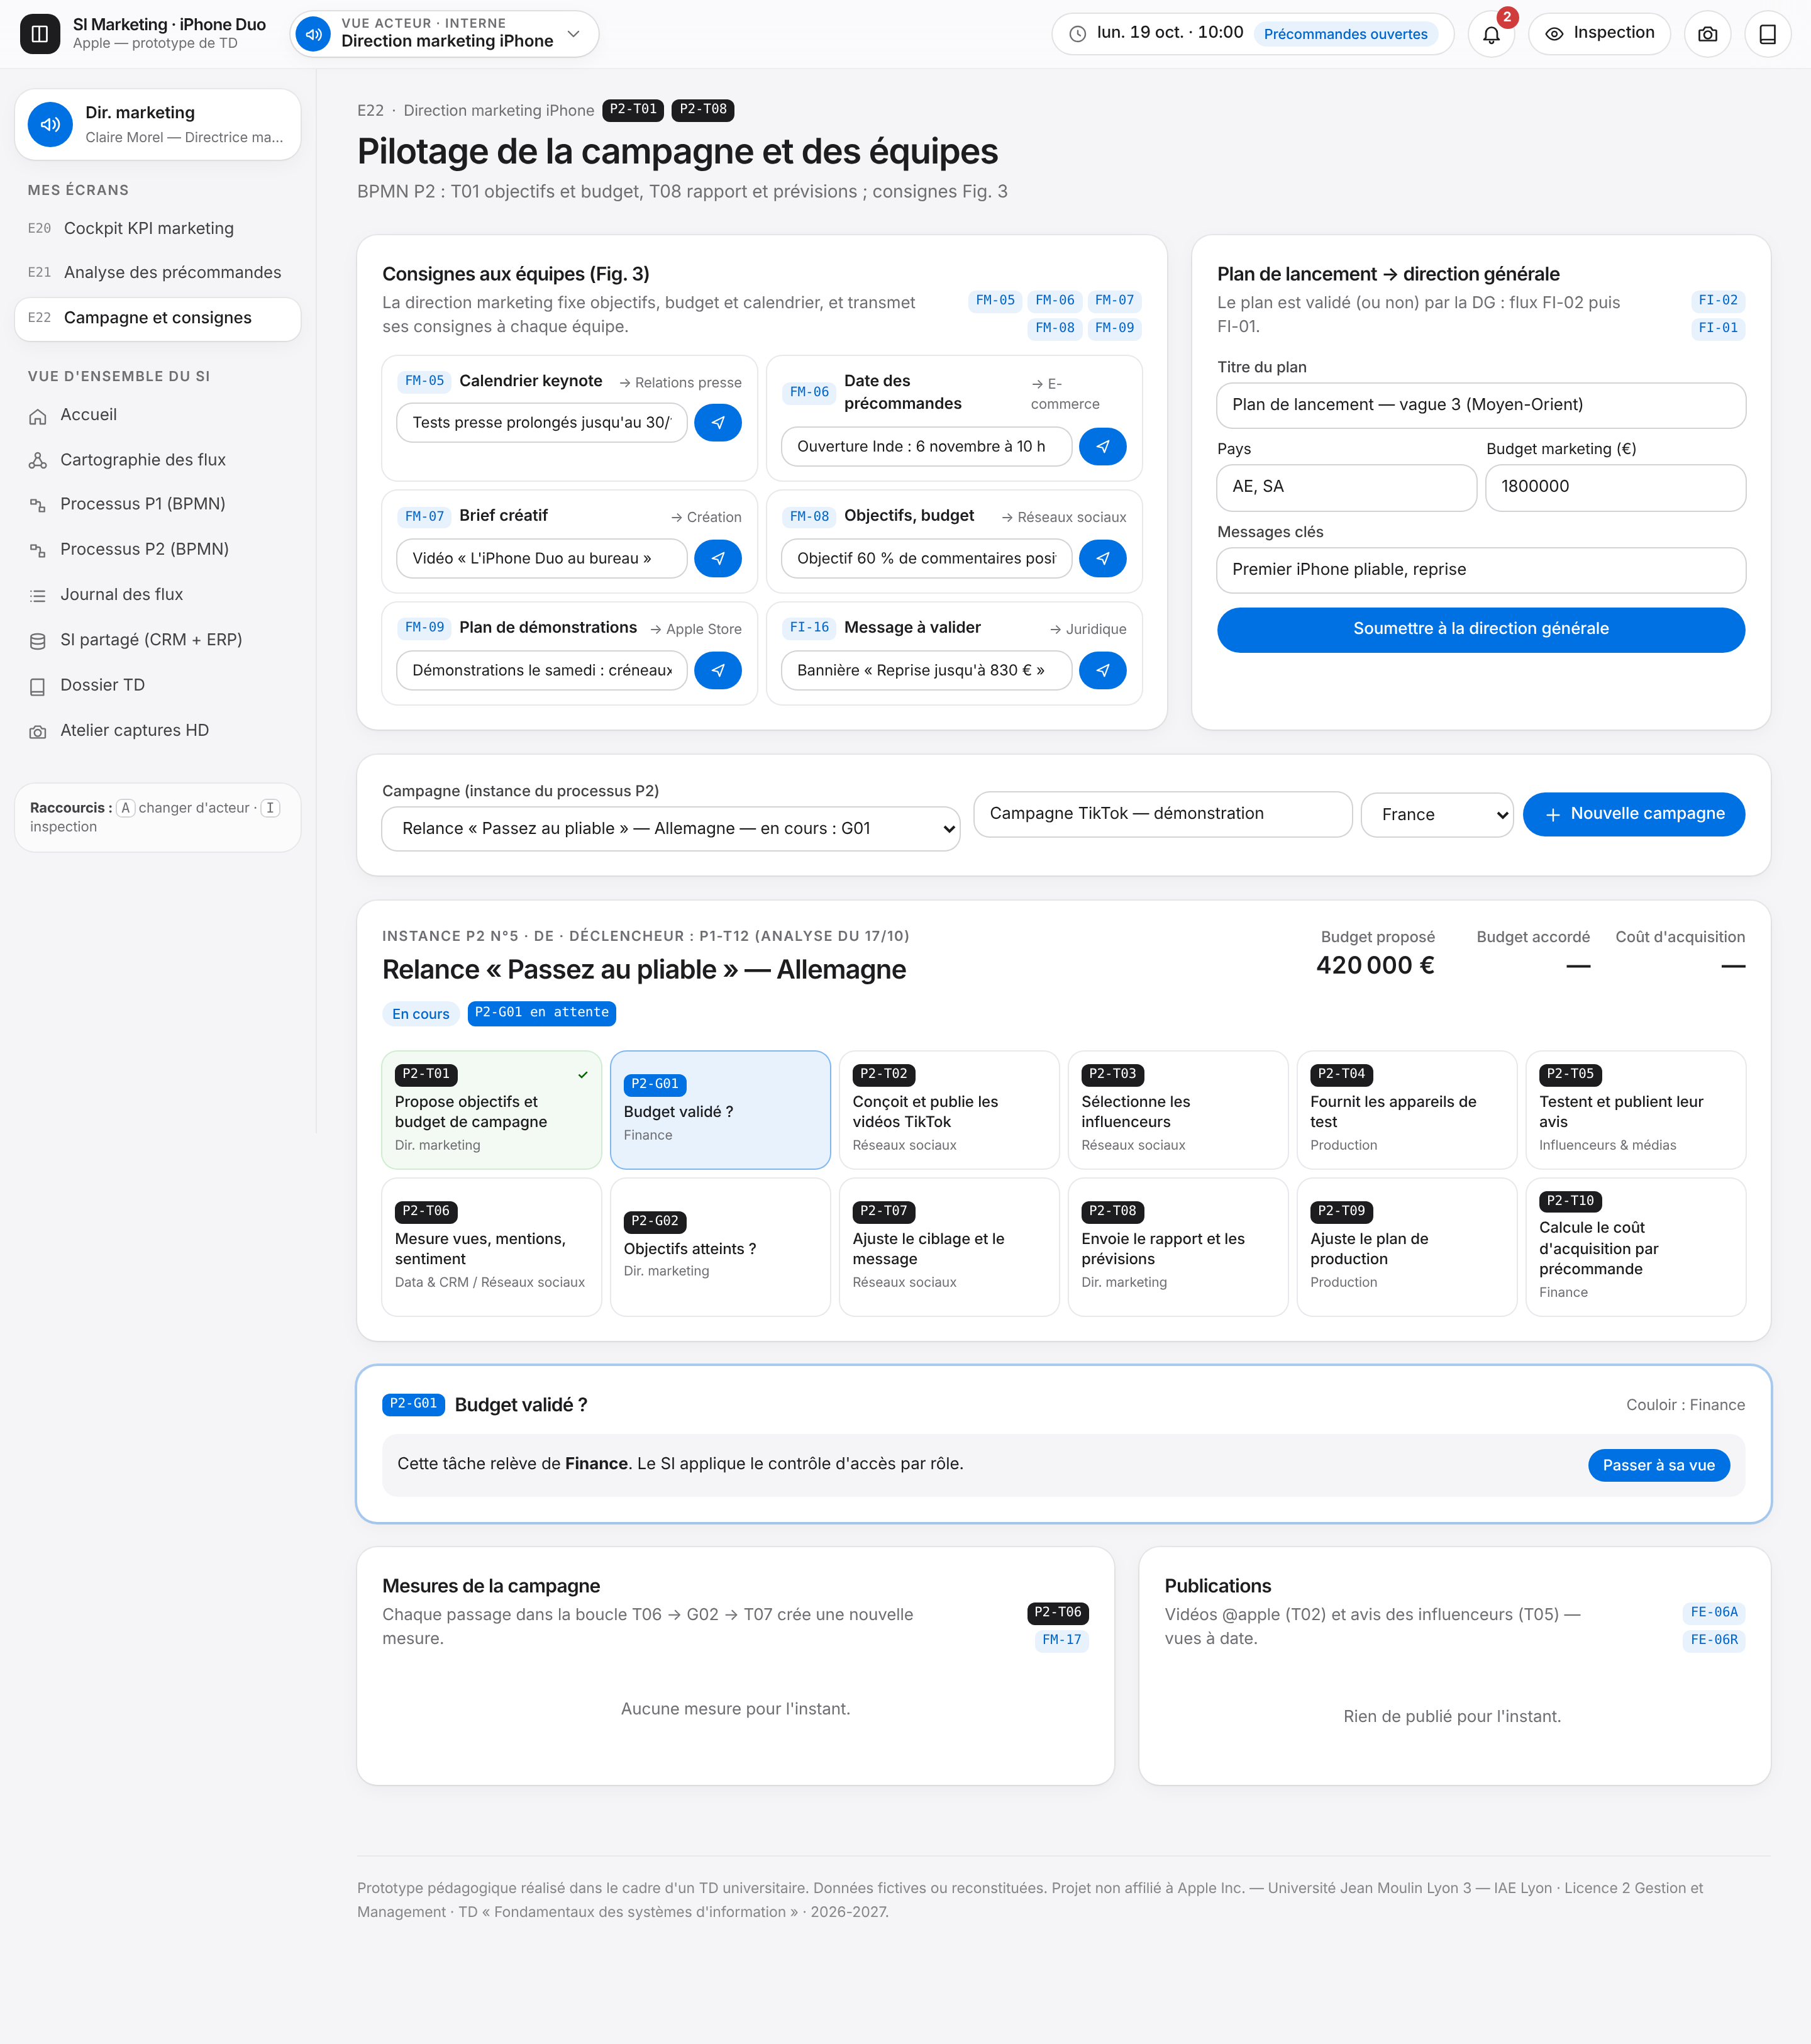 SI Marketing · iPhone Duo
Apple — prototype de TD
VUE ACTEUR · INTERNE
Direction marketing iPhone
lun. 19 oct. · 10:00
Précommandes ouvertes
2
Inspection
Dir. marketing
Claire Morel — Directrice ma...
MES ÉCRANS
E20 Cockpit KPI marketing
E21 Analyse des précommandes
E22 Campagne et consignes
VUE D'ENSEMBLE DU SI
Accueil
Cartographie des flux
Processus P1 (BPMN)
Processus P2 (BPMN)
Journal des flux
SI partagé (CRM + ERP)
Dossier TD
Atelier captures HD
Raccourcis : A changer d'acteur · I
inspection
E22 · Direction marketing iPhone P2-T01 P2-T08
Pilotage de la campagne et des équipes
BPMN P2 : T01 objectifs et budget, T08 rapport et prévisions ; consignes Fig. 3
Consignes aux équipes (Fig. 3)
La direction marketing fixe objectifs, budget et calendrier, et transmet
ses consignes à chaque équipe.
FM-05 FM-06 FM-07
FM-08 FM-09
FM-05 Calendrier keynote → Relations presse
Tests presse prolongés jusqu'au 30/
FM-06 Date des
précommandes
→ E-
commerce
Ouverture Inde : 6 novembre à 10 h
FM-07 Brief créatif → Création
Vidéo « L'iPhone Duo au bureau »
FM-08 Objectifs, budget → Réseaux sociaux
Objectif 60 % de commentaires posi
FM-09 Plan de démonstrations → Apple Store
Démonstrations le samedi : créneaux
FI-16 Message à valider → Juridique
Bannière « Reprise jusqu'à 830 € »
Plan de lancement → direction générale
Le plan est validé (ou non) par la DG : flux FI-02 puis
FI-01.
FI-02
FI-01
Titre du plan
Plan de lancement — vague 3 (Moyen-Orient)
Pays
AE, SA
Budget marketing (€)
1800000
Messages clés
Premier iPhone pliable, reprise
Soumettre à la direction générale
Campagne (instance du processus P2)
Relance « Passez au pliable » — Allemagne — en cours : G01
Campagne TikTok — démonstration
France
Nouvelle campagne
INSTANCE P2 N°5 · DE · DÉCLENCHEUR : P1-T12 (ANALYSE DU 17/10)
Relance « Passez au pliable » — Allemagne
En cours P2-G01 en attente
Budget proposé
420 000 €
Budget accordé
—
Coût d'acquisition
—
P2-T01
Propose objectifs et
budget de campagne
Dir. marketing
P2-G01
Budget validé ?
Finance
P2-T02
Conçoit et publie les
vidéos TikTok
Réseaux sociaux
P2-T03
Sélectionne les
influenceurs
Réseaux sociaux
P2-T04
Fournit les appareils de
test
Production
P2-T05
Testent et publient leur
avis
Influenceurs & médias
P2-T06
Mesure vues, mentions,
sentiment
Data & CRM / Réseaux sociaux
P2-G02
Objectifs atteints ?
Dir. marketing
P2-T07
Ajuste le ciblage et le
message
Réseaux sociaux
P2-T08
Envoie le rapport et les
prévisions
Dir. marketing
P2-T09
Ajuste le plan de
production
Production
P2-T10
Calcule le coût
d'acquisition par
précommande
Finance
P2-G01 Budget validé ?
Couloir : Finance
Cette tâche relève de Finance. Le SI applique le contrôle d'accès par rôle.
Passer à sa vue
Mesures de la campagne
Chaque passage dans la boucle T06 → G02 → T07 crée une nouvelle
mesure.
P2-T06
FM-17
Aucune mesure pour l'instant.
Publications
Vidéos @apple (T02) et avis des influenceurs (T05) —
vues à date.
FE-06A
FE-06R
Rien de publié pour l'instant.
Prototype pédagogique réalisé dans le cadre d'un TD universitaire. Données fictives ou reconstituées. Projet non affilié à Apple Inc. — Université Jean Moulin Lyon 3 — IAE Lyon · Licence 2 Gestion et
Management · TD « Fondamentaux des systèmes d'information » · 2026-2027.